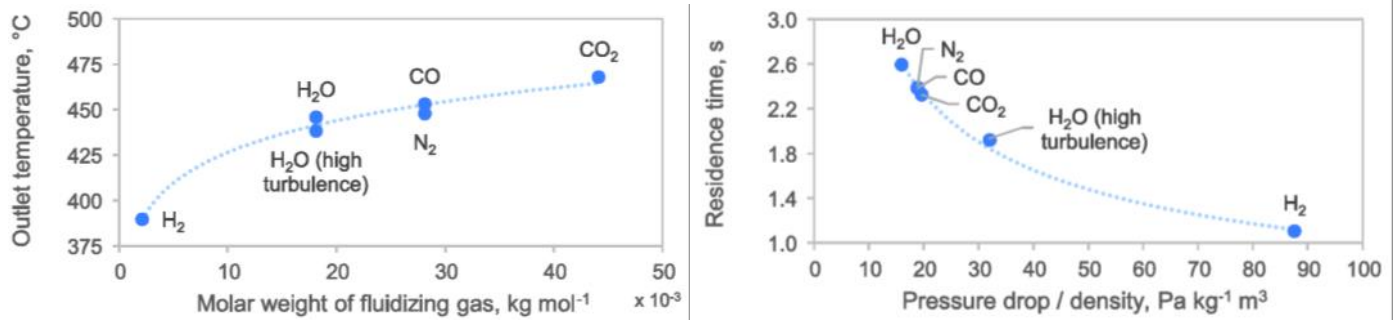 Outlet temperature, °C
500
475
450
425
400
375
H₂
H₂O
H₂O (high
turbulence)
CO
N₂
CO₂
0
10
20
30
40
50
Molar weight of fluidizing gas, kg mol⁻¹
x 10⁻³
Residence time, s
3.0
2.6
2.2
1.8
1.4
1.0
H₂O
N₂
CO
CO₂
H₂O (high
turbulence)
H₂
0
10
20
30
40
50
60
70
80
90
100
Pressure drop / density, Pa kg⁻¹ m³